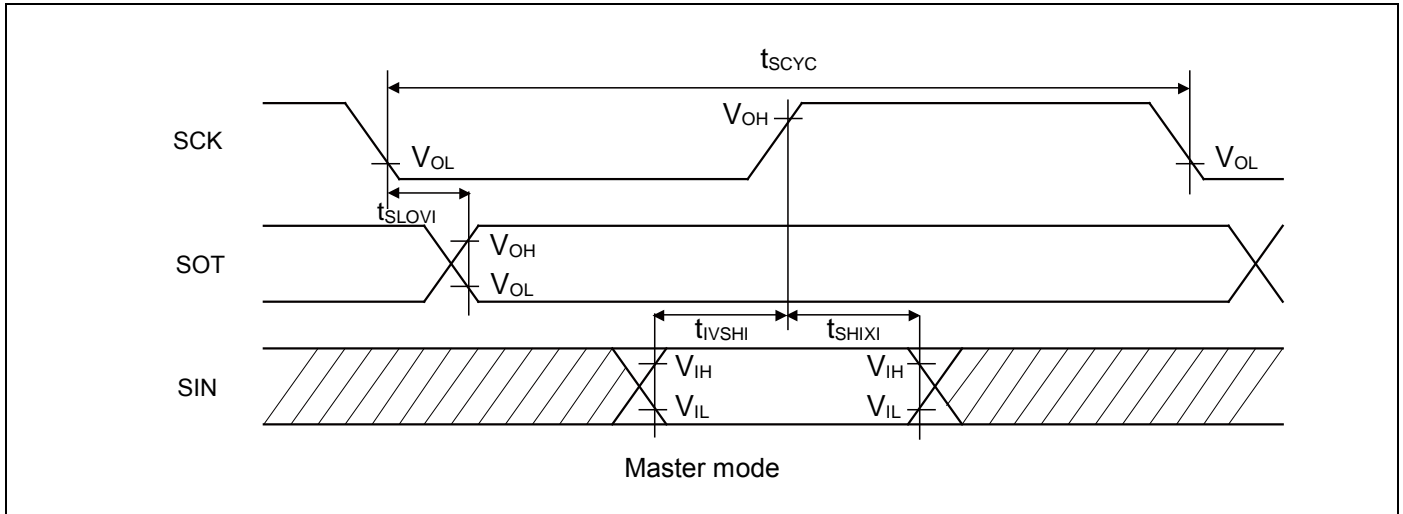 tSCYC
SCK
VOH
VOL
VOL
tSLOVI
SOT
VOH
VOL
tIVSHI
tSHIXI
SIN
VIH
VIH
VIL
VIL
Master mode